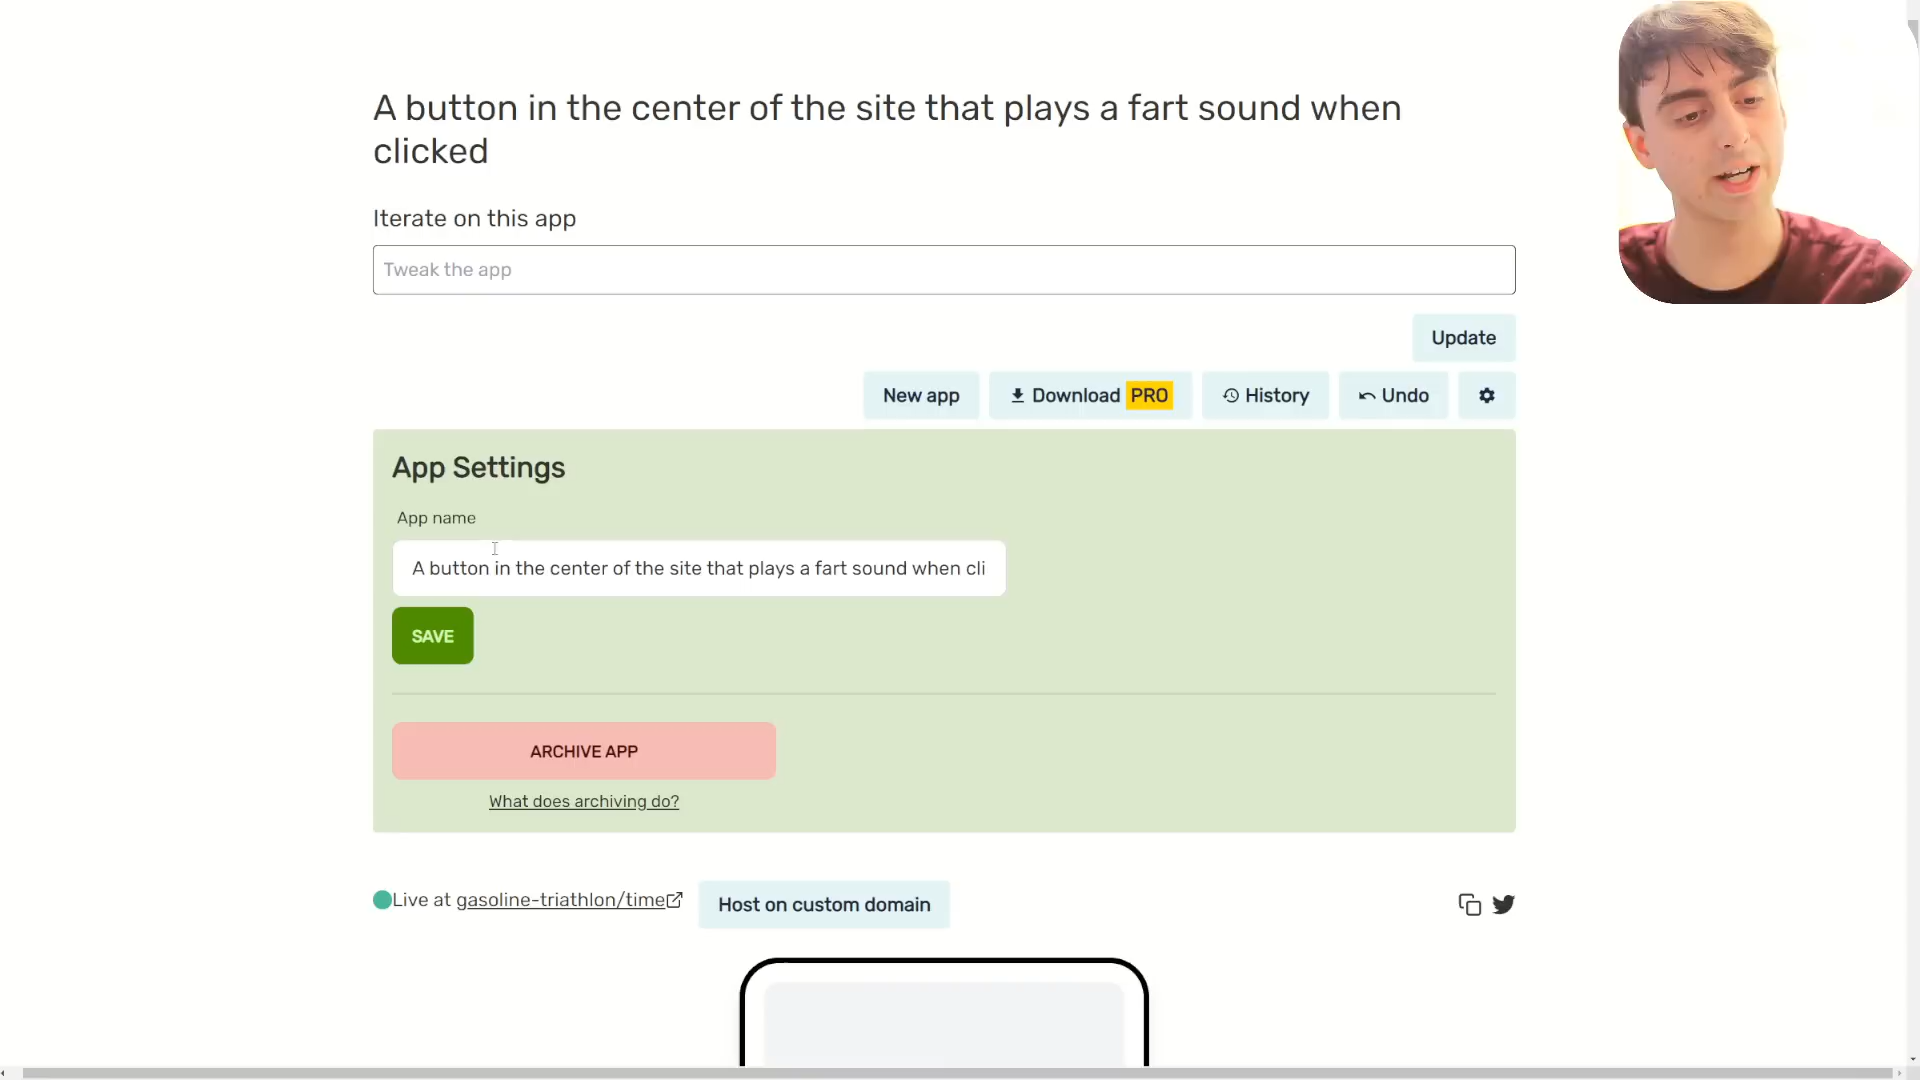 A button in the center of the site that plays a fart sound when
clicked
Iterate on this app
Tweak the app
Update
New app
Download PRO
History
Undo
App Settings
App name
A button in the center of the site that plays a fart sound when cli
SAVE
ARCHIVE APP
What does archiving do?
Live at gasoline-triathlon/time
Host on custom domain